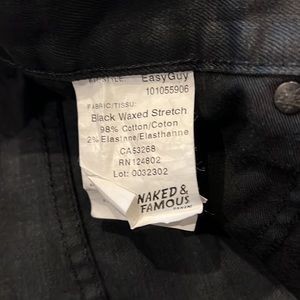 EasyGuy
101055906
FABRIC/TISSU:
Black Waxed Stretch
98% Cotton/Coton
2% Elastane/Elasthanne
CA53268
RN124802
Lot: 0032302
NAKED &
FAMOUS